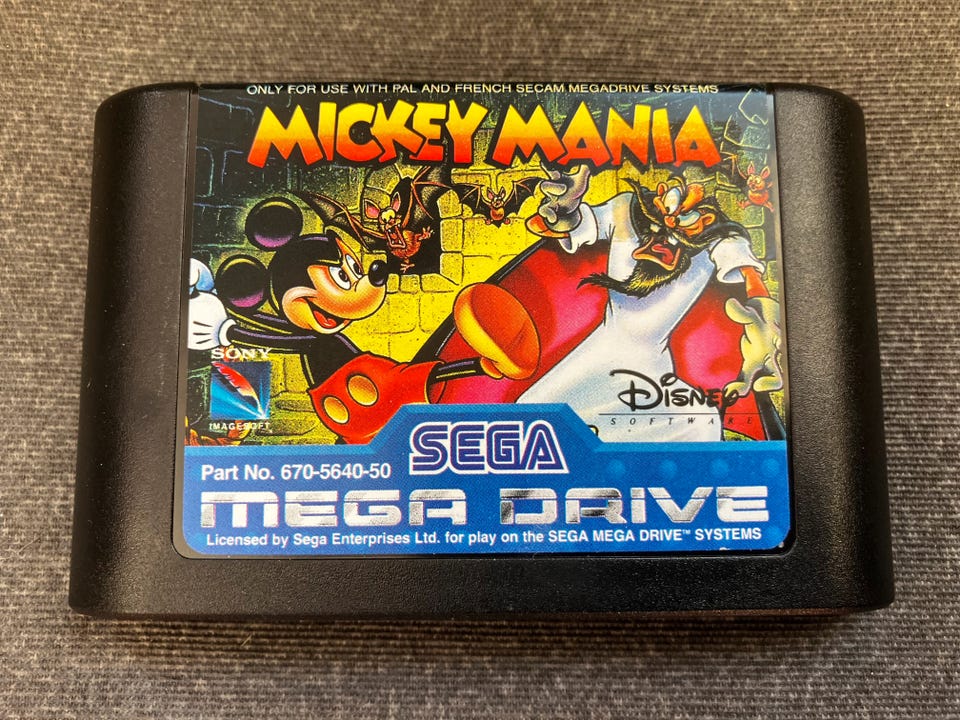 ONLY FOR USE WITH PAL AND FRENCH SECAM MEGADRIVE SYSTEMS
MICKEY MANIA
SONY
IMAGESOFT
DISNEY
SOFTWARE
SEGA
Part No. 670-5640-50
MEGA DRIVE
Licensed by Sega Enterprises Ltd. for play on the SEGA MEGA DRIVE™ SYSTEMS